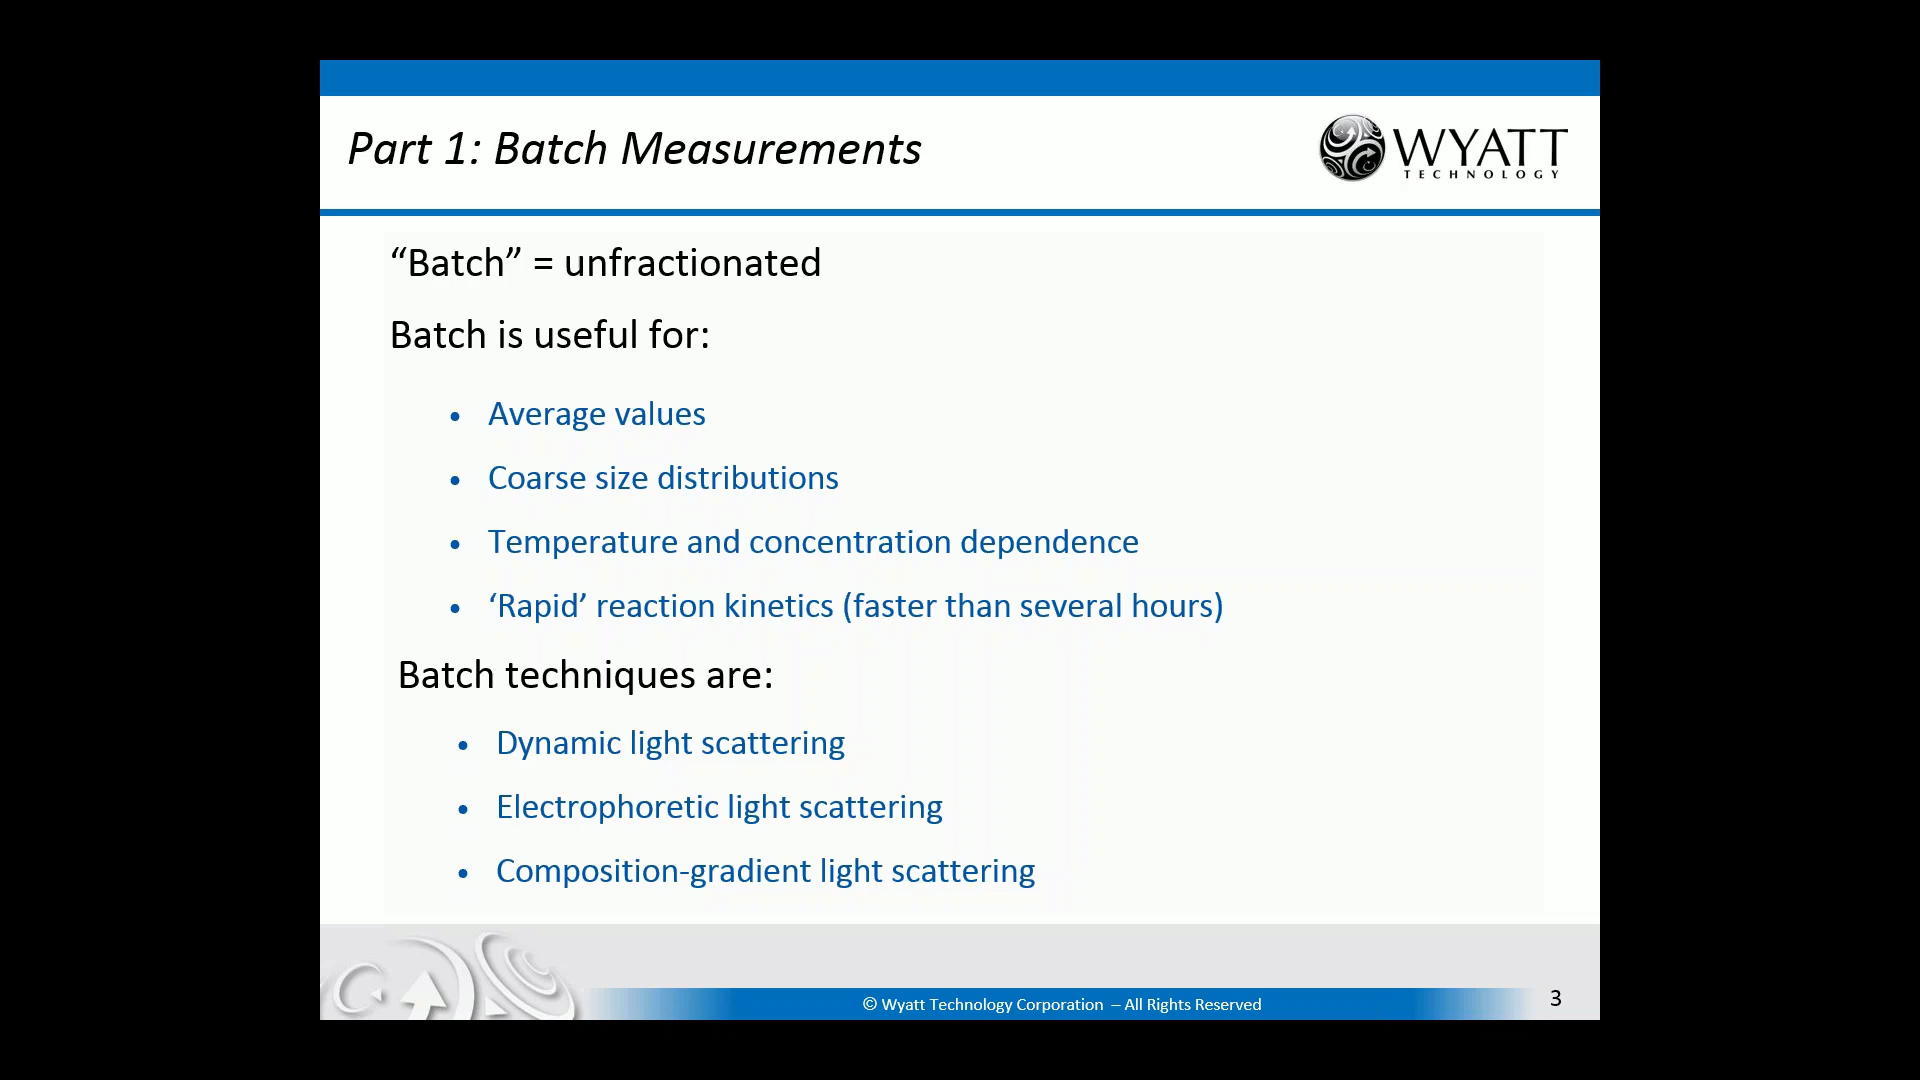 Part 1: Batch Measurements
WYATT
TECHNOLOGY
“Batch” = unfractionated
Batch is useful for:
• Average values
• Coarse size distributions
• Temperature and concentration dependence
• ‘Rapid’ reaction kinetics (faster than several hours)
Batch techniques are:
• Dynamic light scattering
• Electrophoretic light scattering
• Composition-gradient light scattering
© Wyatt Technology Corporation – All Rights Reserved
3